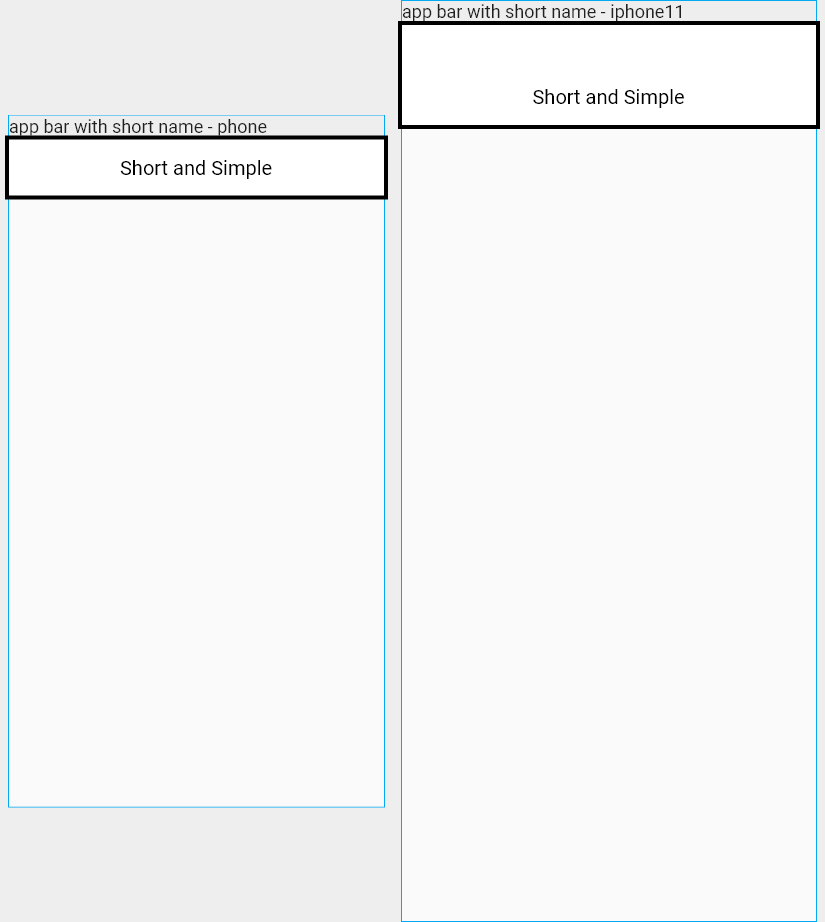 app bar with short name - phone
Short and Simple
app bar with short name - iphone11
Short and Simple